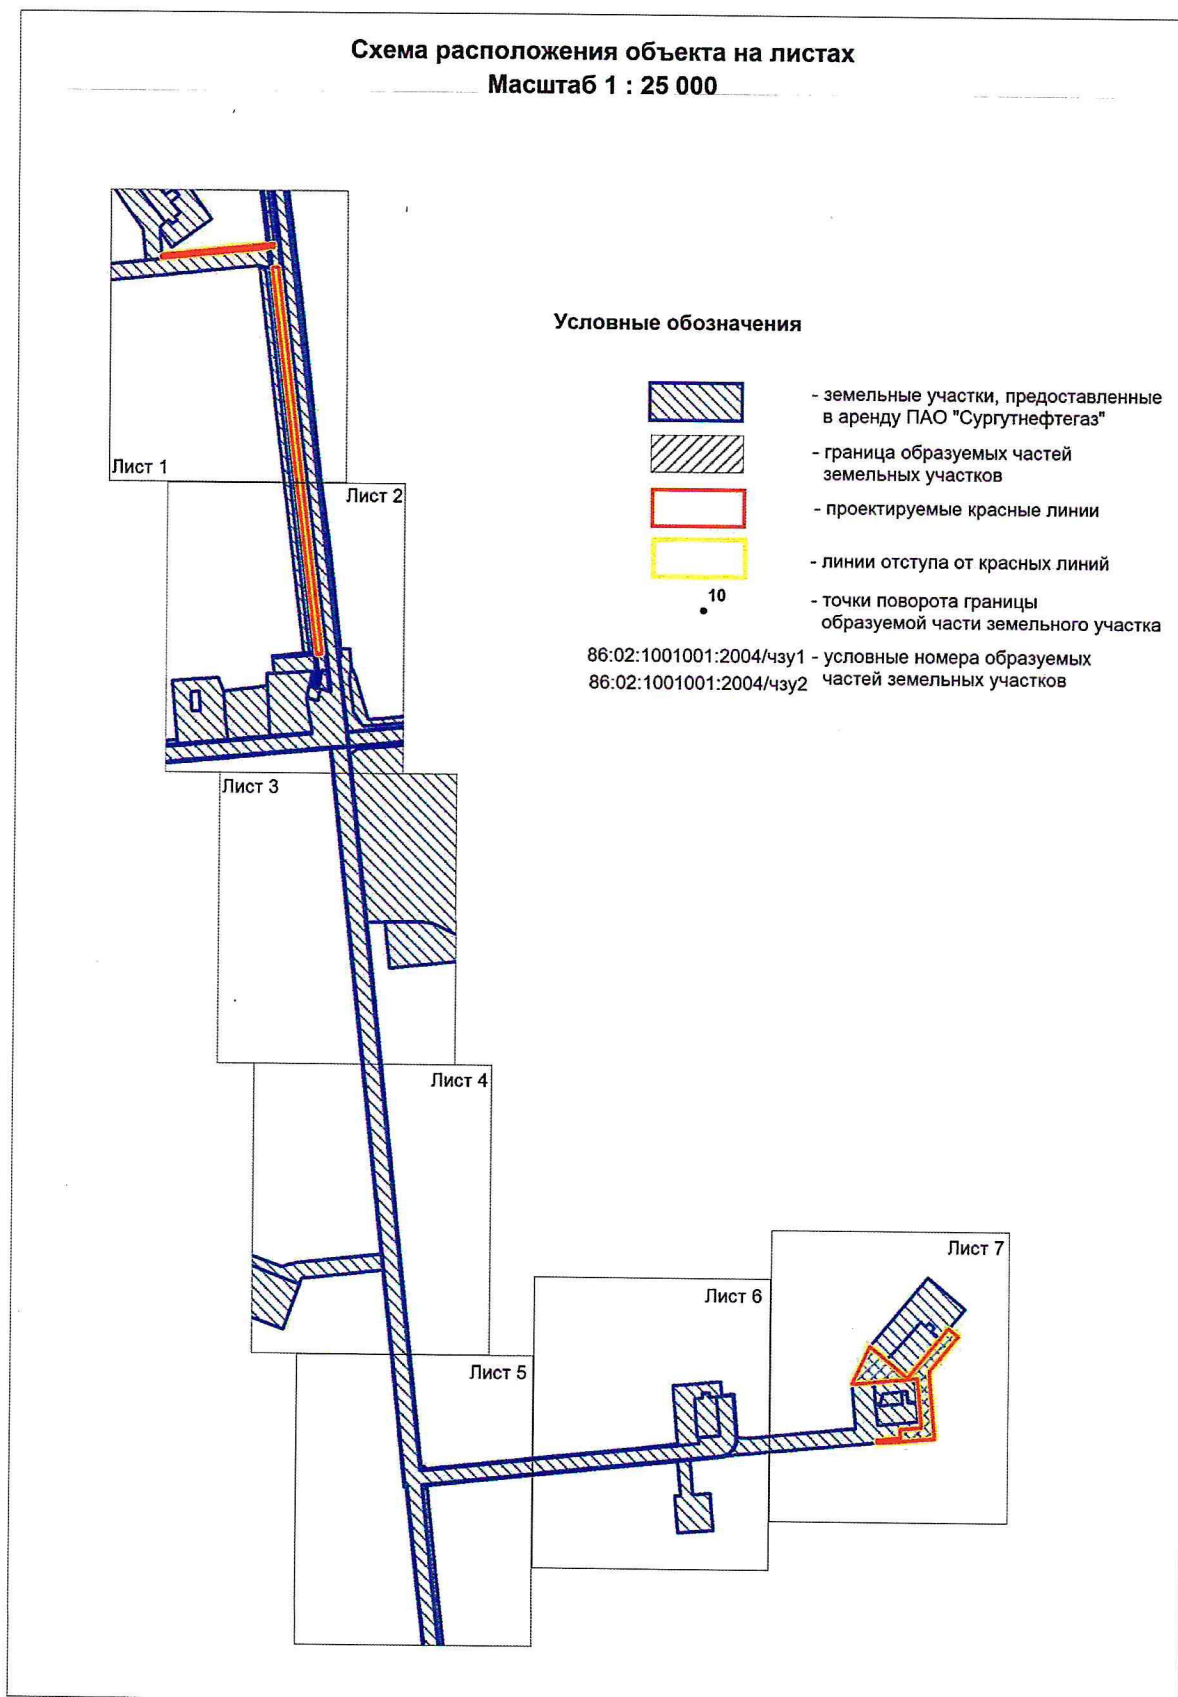 Схема расположения объекта на листах
Масштаб 1 : 25 000
Лист 1
Лист 2
Лист 3
Лист 4
Лист 5
Лист 6
Лист 7
Условные обозначения
- земельные участки, предоставленные
в аренду ПАО "Сургутнефтегаз"
- граница образуемых частей
земельных участков
- проектируемые красные линии
- линии отступа от красных линий
10
- точки поворота границы
образуемой части земельного участка
86:02:1001001:2004/чзу1 - условные номера образуемых
86:02:1001001:2004/чзу2 частей земельных участков